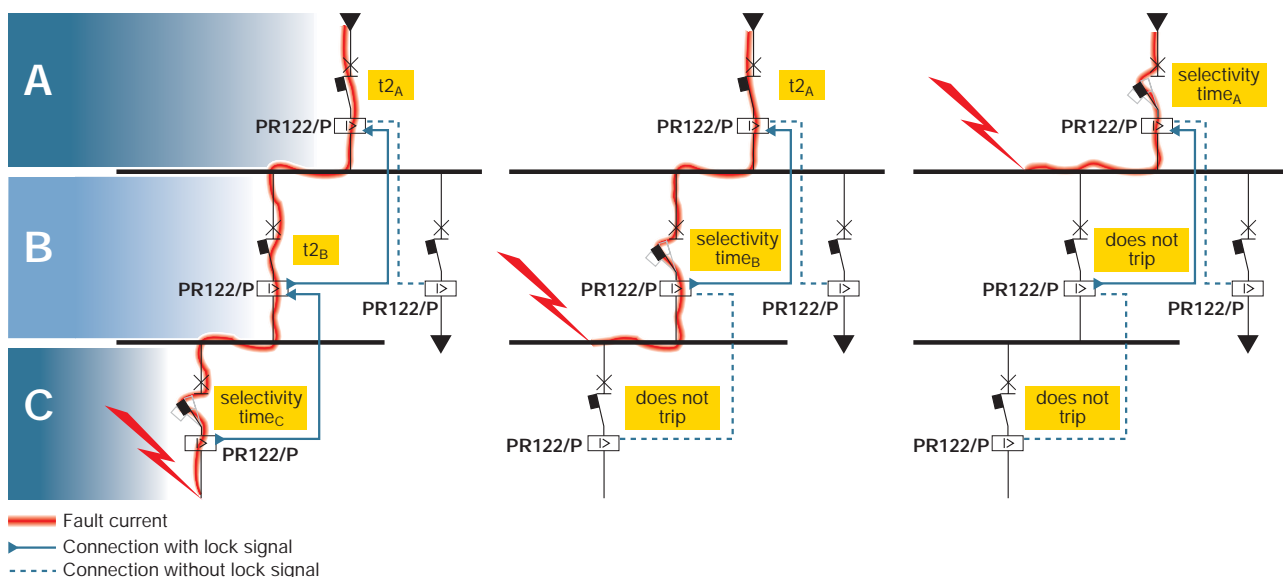 A
t2A
PR122/P
t2A
PR122/P
selectivity
timeA
PR122/P
B
t2B
PR122/P
PR122/P
selectivity
timeB
PR122/P
PR122/P
does not
trip
PR122/P
PR122/P
C
selectivity
timeC
PR122/P
does not
trip
PR122/P
does not
trip
PR122/P
Fault current
Connection with lock signal
Connection without lock signal